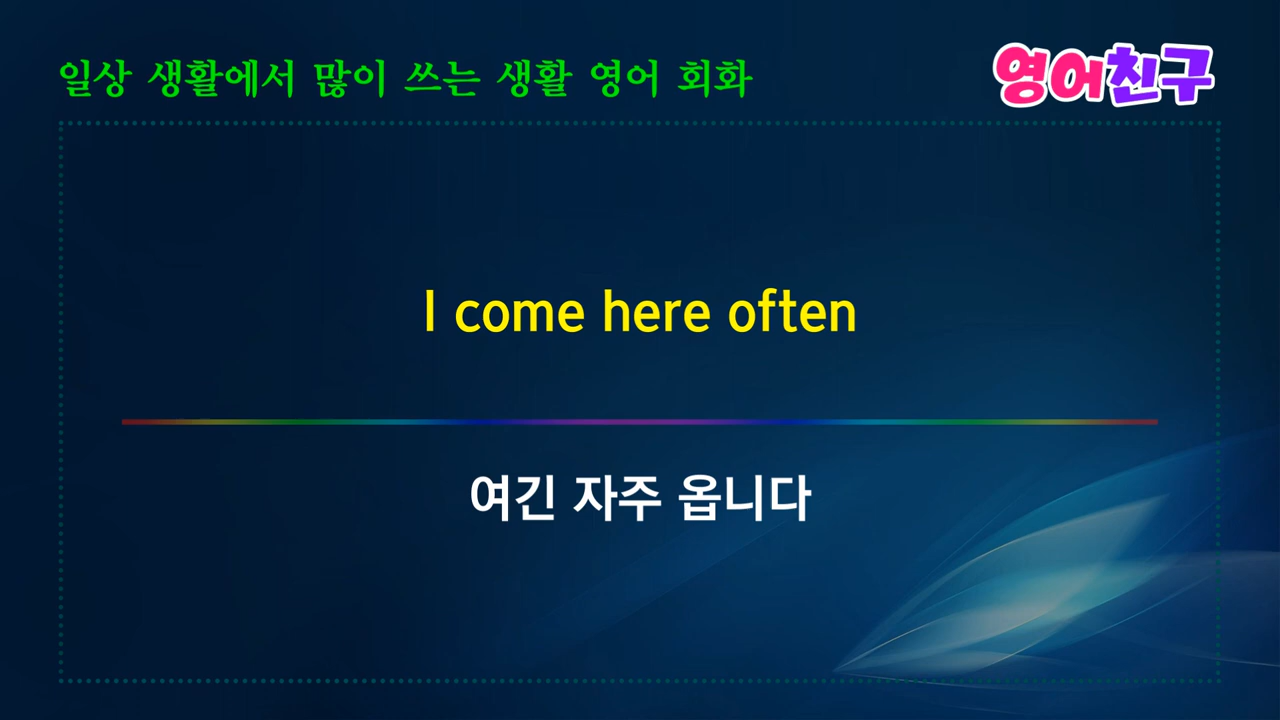 일상 생활에서 많이 쓰는 생활 영어 회화
영어친구
I come here often
여긴 자주 옵니다